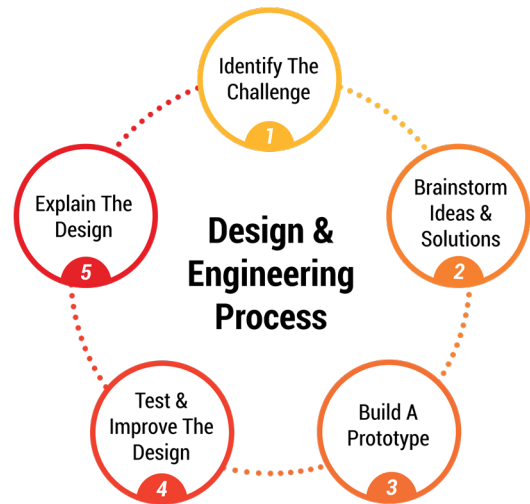 Identify The
Challenge
1
Brainstorm
Ideas &
Solutions
2
Build A
Prototype
3
Test &
Improve The
Design
4
Explain The
Design
5
Design &
Engineering
Process